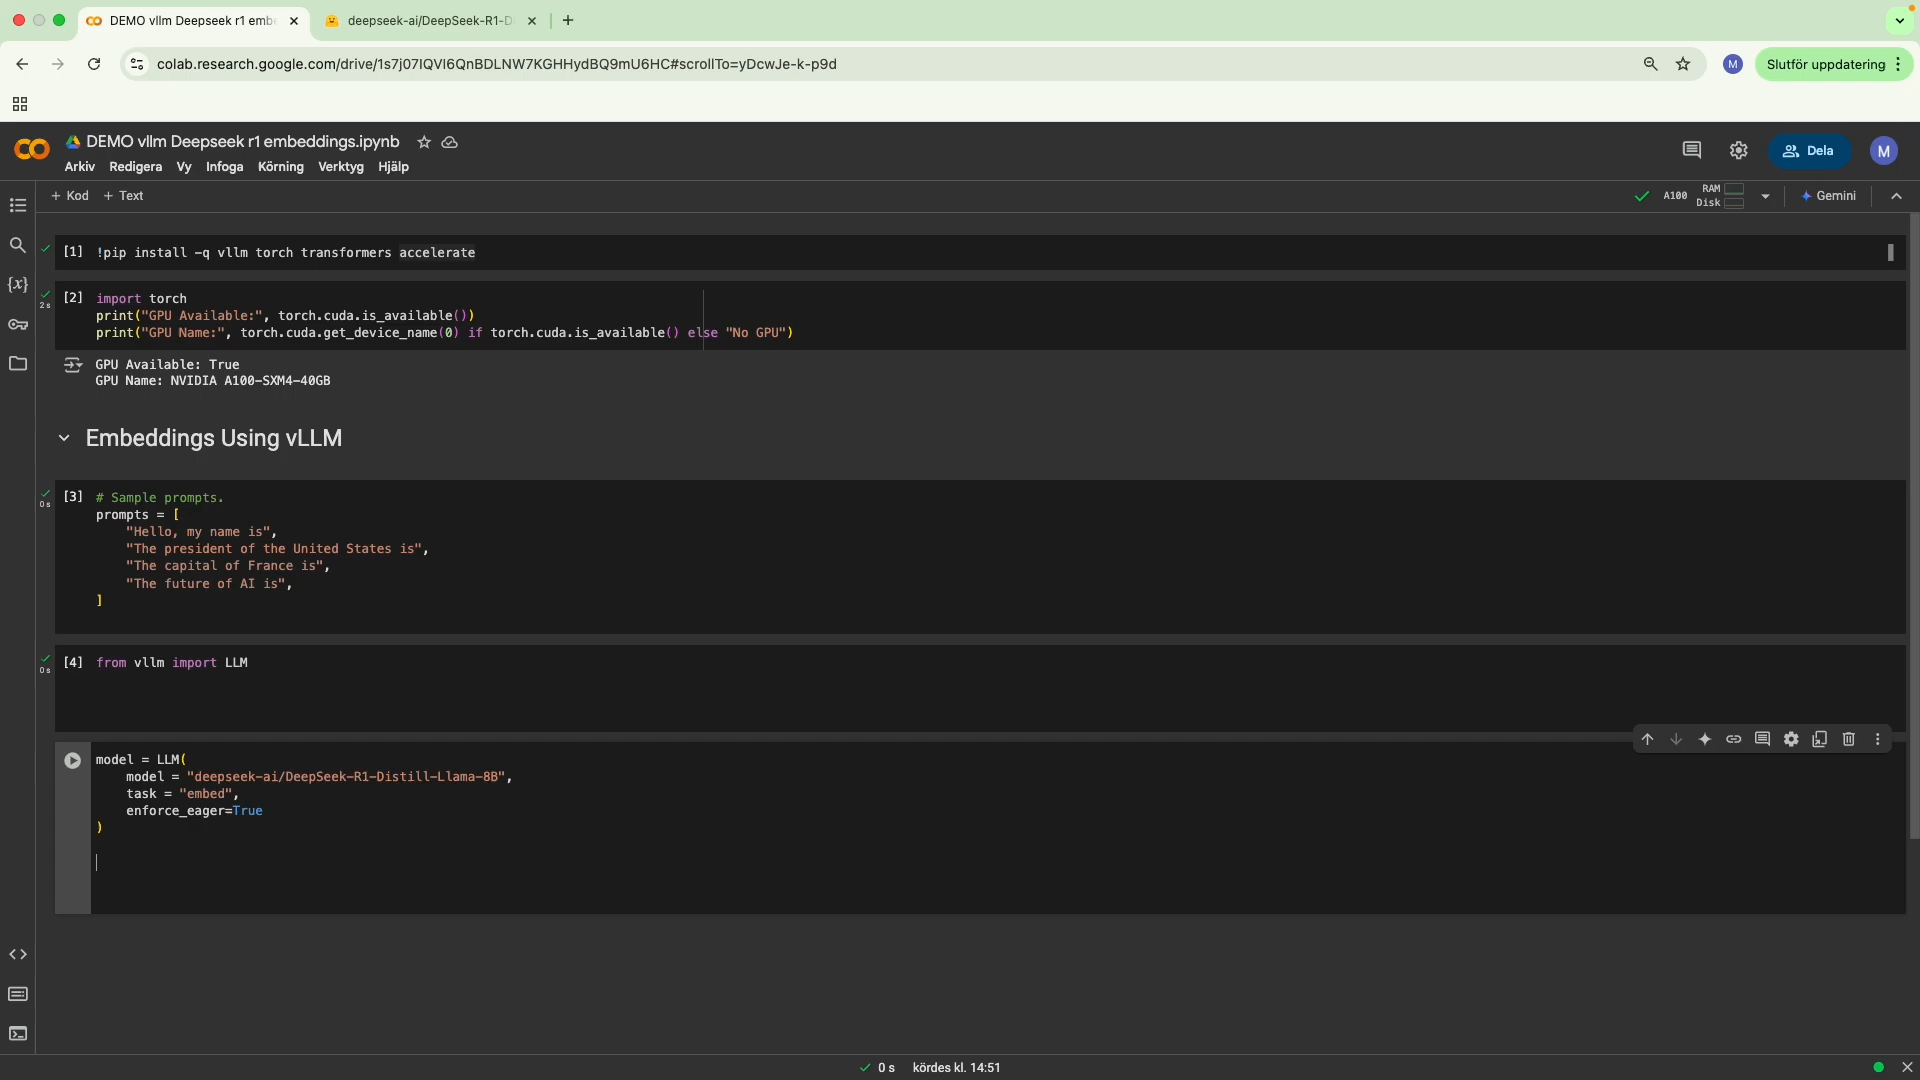 DEMO vllm Deepseek r1 embe
deepseek-ai/DeepSeek-R1-D
colab.research.google.com/drive/1s7j07IQVl6QnBDLNW7KGHHydBQ9mU6HC#scrollTo=yDcwJe-k-p9d
M
Slutför uppdatering
DEMO vllm Deepseek r1 embeddings.ipynb
Arkiv Redigera Vy Infoga Körning Verktyg Hjälp
Dela
M
+ Kod + Text
A100
RAM
Disk
Gemini
[1] !pip install -q vllm torch transformers accelerate
[2] import torch
2 s
print("GPU Available:", torch.cuda.is_available())
print("GPU Name:", torch.cuda.get_device_name(0) if torch.cuda.is_available() else "No GPU")
GPU Available: True
GPU Name: NVIDIA A100-SXM4-40GB
Embeddings Using vLLM
[3] # Sample prompts.
0 s
prompts = [
"Hello, my name is",
"The president of the United States is",
"The capital of France is",
"The future of AI is",
]
[4] from vllm import LLM
0 s
model = LLM(
model = "deepseek-ai/DeepSeek-R1-Distill-Llama-8B",
task = "embed",
enforce_eager=True
)
0 s kördes kl. 14:51